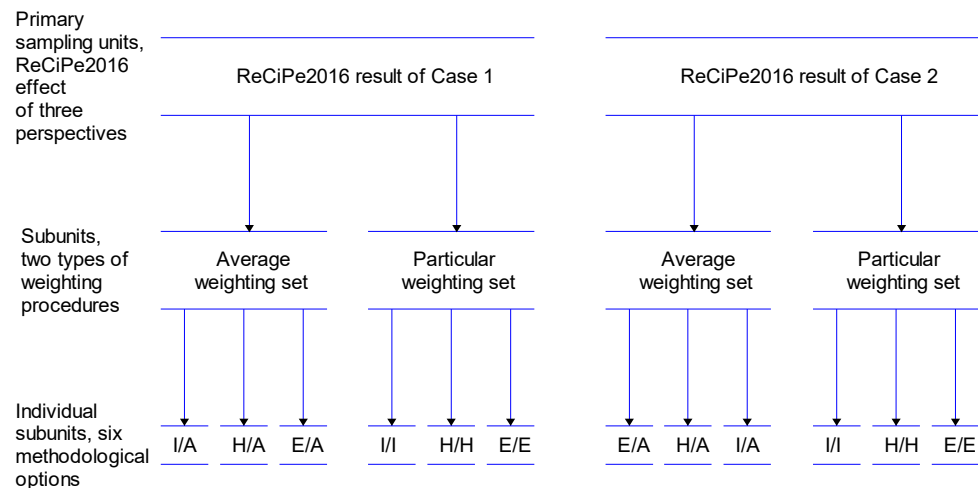 Primary
sampling units,
ReCiPe2016
effect
of three
perspectives
ReCiPe2016 result of Case 1
ReCiPe2016 result of Case 2
Subunits,
two types of
weighting
procedures
Average
weighting set
Particular
weighting set
Average
weighting set
Particular
weighting set
Individual
subunits, six
methodological
options
I/A H/A E/A I/I H/H E/E E/A H/A I/A I/I H/H E/E